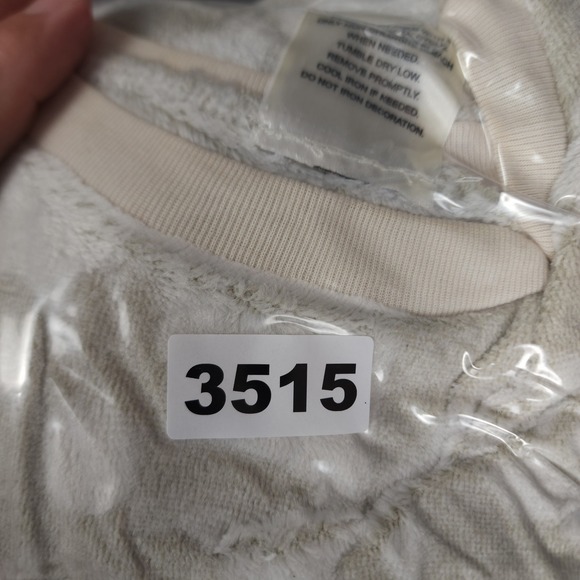 WHEN NEEDED.
TUMBLE DRY LOW.
REMOVE PROMPTLY.
COOL IRON IF NEEDED.
DO NOT IRON DECORATION.
3515